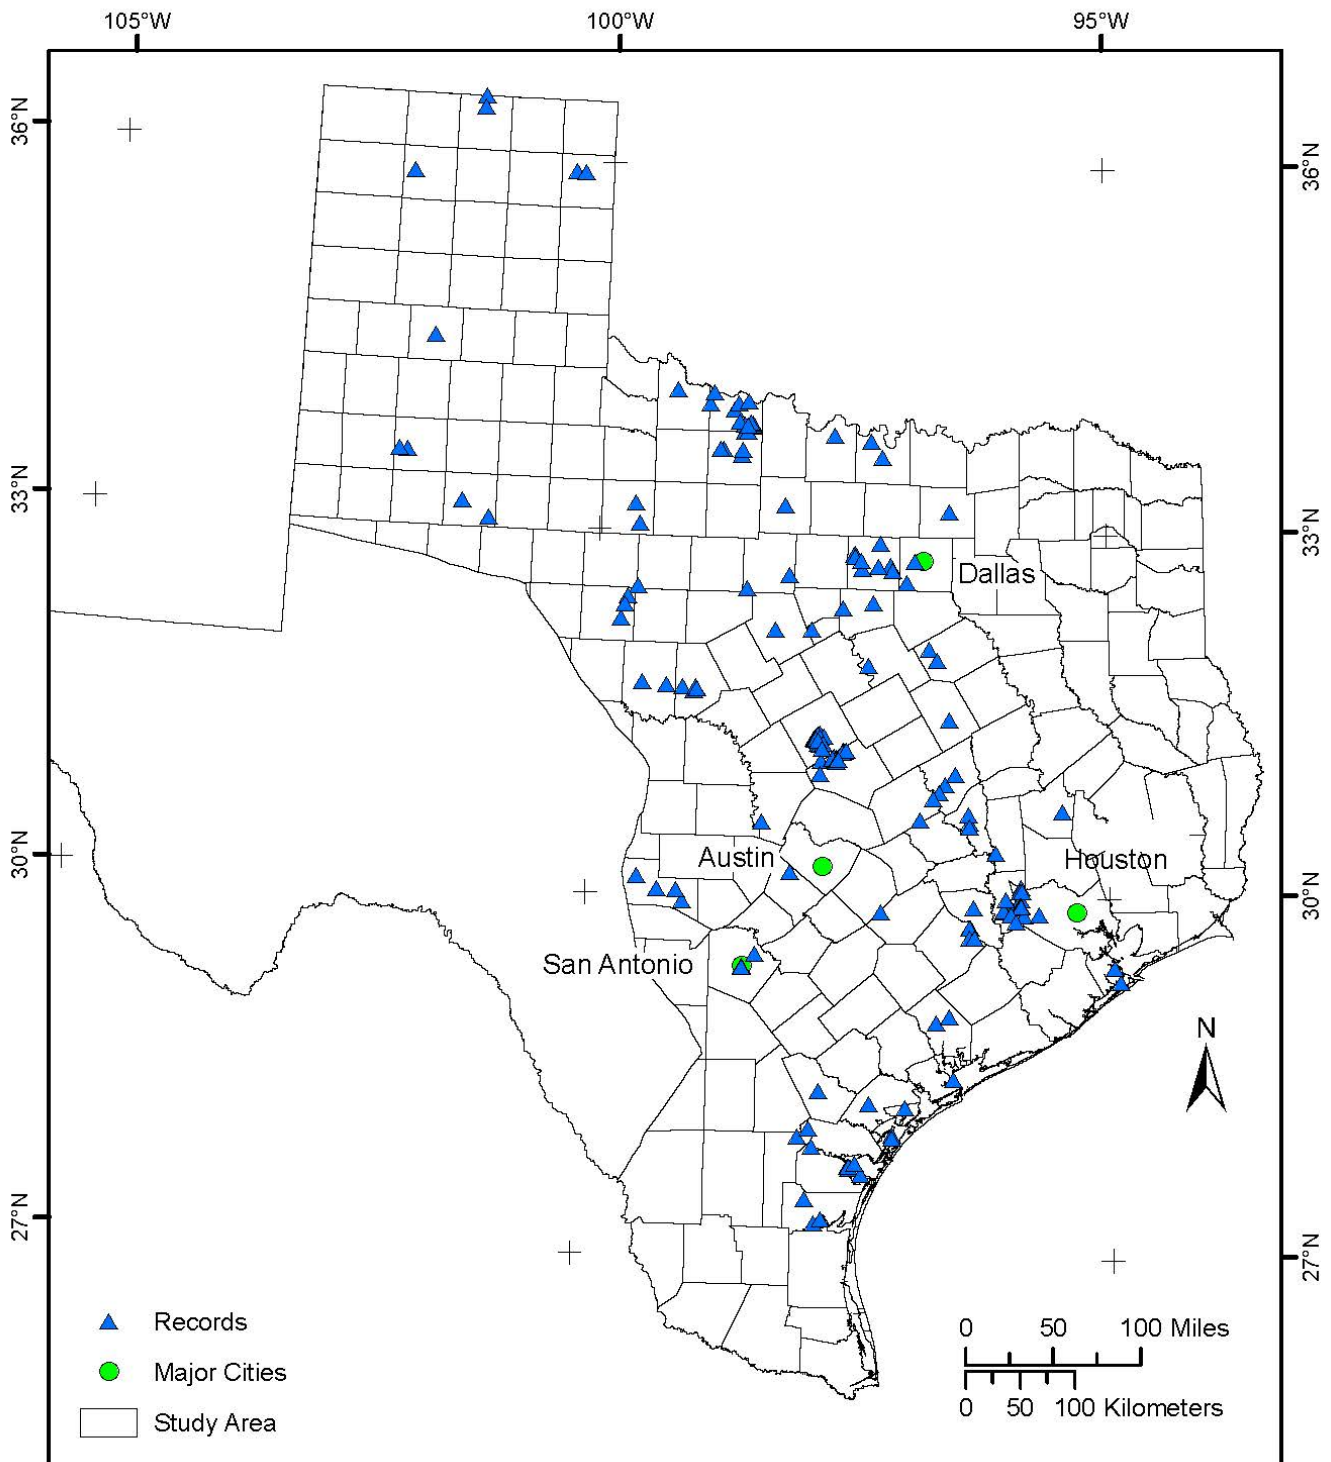 105°W 100°W 95°W
36°N
36°N
33°N
33°N
Dallas
30°N
Austin
Houston
30°N
San Antonio
N
27°N
27°N
Records
0 50 100 Miles
Major Cities
0 50 100 Kilometers
Study Area